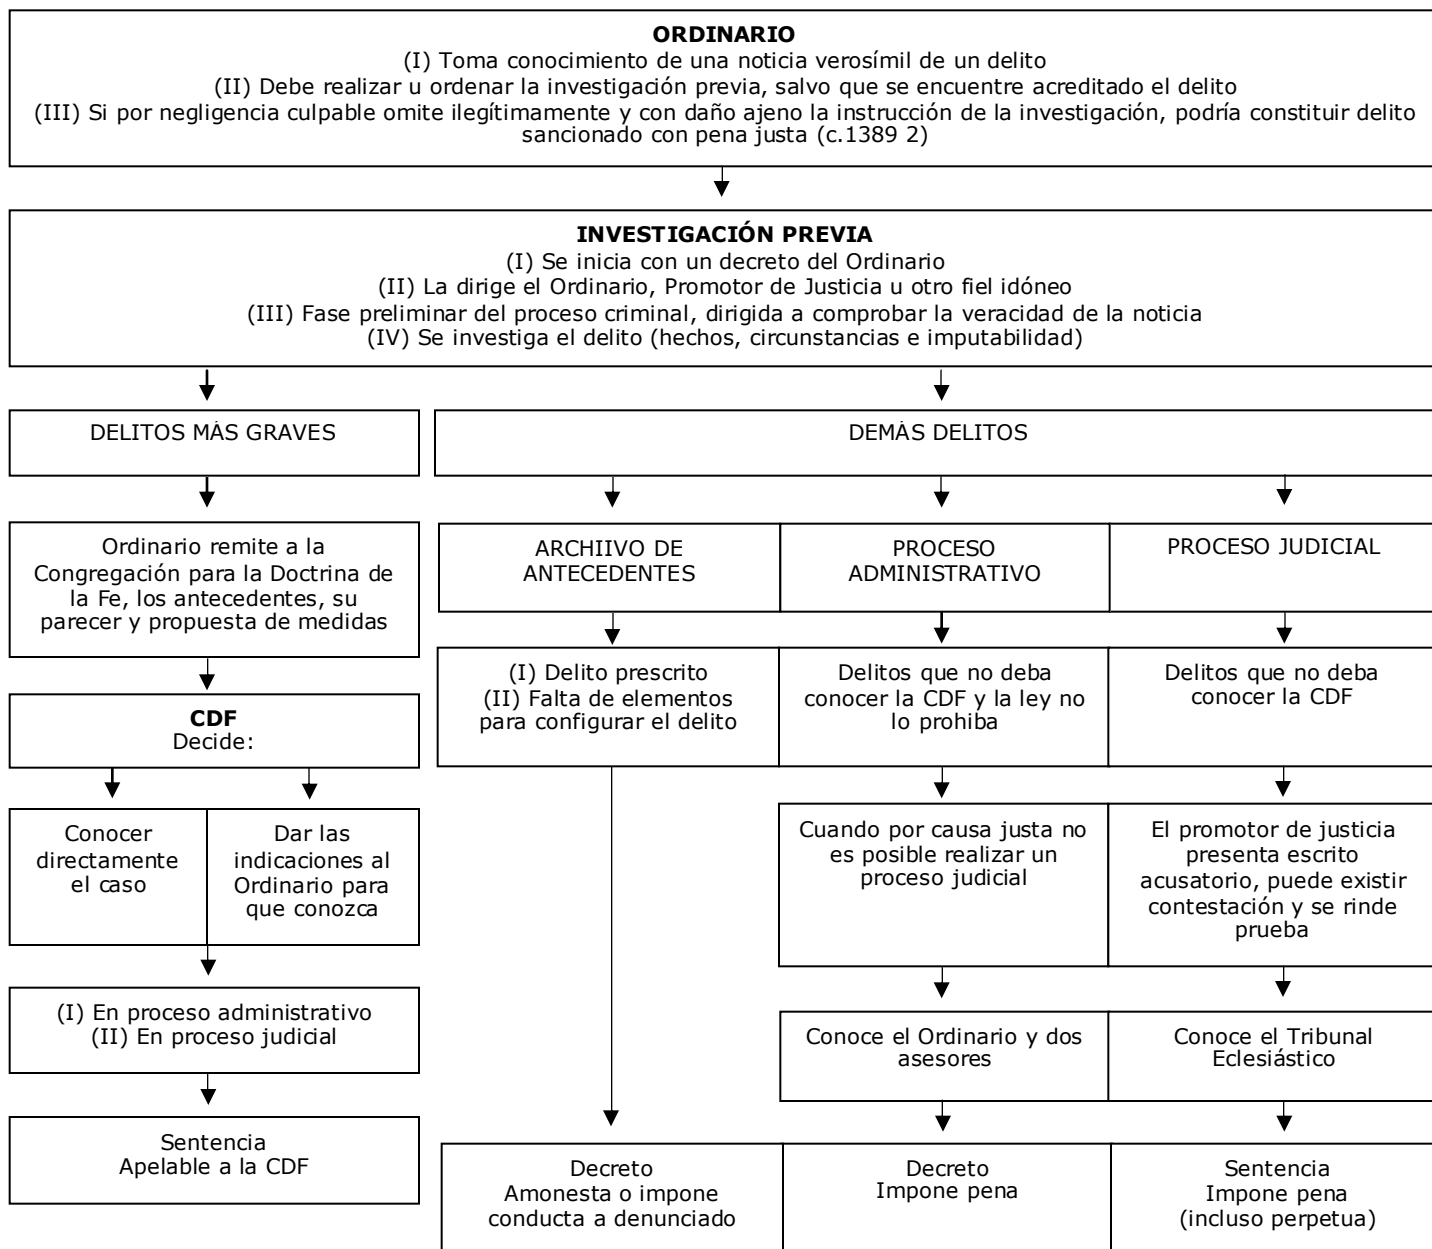 ORDINARIO
(I) Toma conocimiento de una noticia verosímil de un delito
(II) Debe realizar u ordenar la investigación previa, salvo que se encuentre acreditado el delito
(III) Si por negligencia culpable omite ilegítimamente y con daño ajeno la instrucción de la investigación, podría constituir delito
sancionado con pena justa (c.1389 2)
INVESTIGACIÓN PREVIA
(I) Se inicia con un decreto del Ordinario
(II) La dirige el Ordinario, Promotor de Justicia u otro fiel idóneo
(III) Fase preliminar del proceso criminal, dirigida a comprobar la veracidad de la noticia
(IV) Se investiga el delito (hechos, circunstancias e imputabilidad)
DELITOS MÁS GRAVES
Ordinario remite a la
Congregación para la Doctrina de
la Fe, los antecedentes, su
parecer y propuesta de medidas
CDF
Decide:
Conocer
directamente
el caso
Dar las
indicaciones al
Ordinario para
que conozca
(I) En proceso administrativo
(II) En proceso judicial
Sentencia
Apelable a la CDF
DEMÁS DELITOS
ARCHIIVO DE
ANTECEDENTES
(I) Delito prescrito
(II) Falta de elementos
para configurar el delito
Decreto
Amonesta o impone
conducta a denunciado
PROCESO
ADMINISTRATIVO
Delitos que no deba
conocer la CDF y la ley no
lo prohiba
Cuando por causa justa no
es posible realizar un
proceso judicial
Conoce el Ordinario y dos
asesores
Decreto
Impone pena
PROCESO JUDICIAL
Delitos que no deba
conocer la CDF
El promotor de justicia
presenta escrito
acusatorio, puede existir
contestación y se rinde
prueba
Conoce el Tribunal
Eclesiástico
Sentencia
Impone pena
(incluso perpetua)